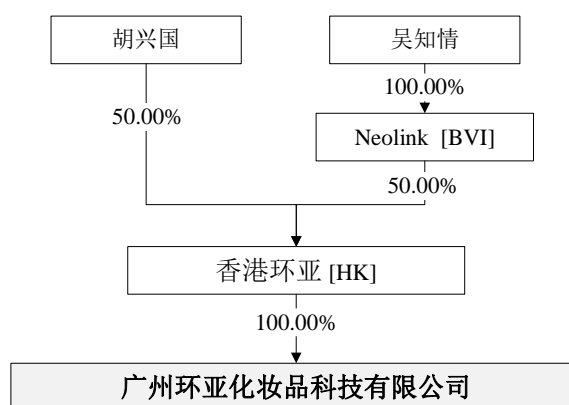 胡兴国
吴知情
100.00%
50.00%
Neolink [BVI]
50.00%
香港环亚 [HK]
100.00%
广州环亚化妆品科技有限公司